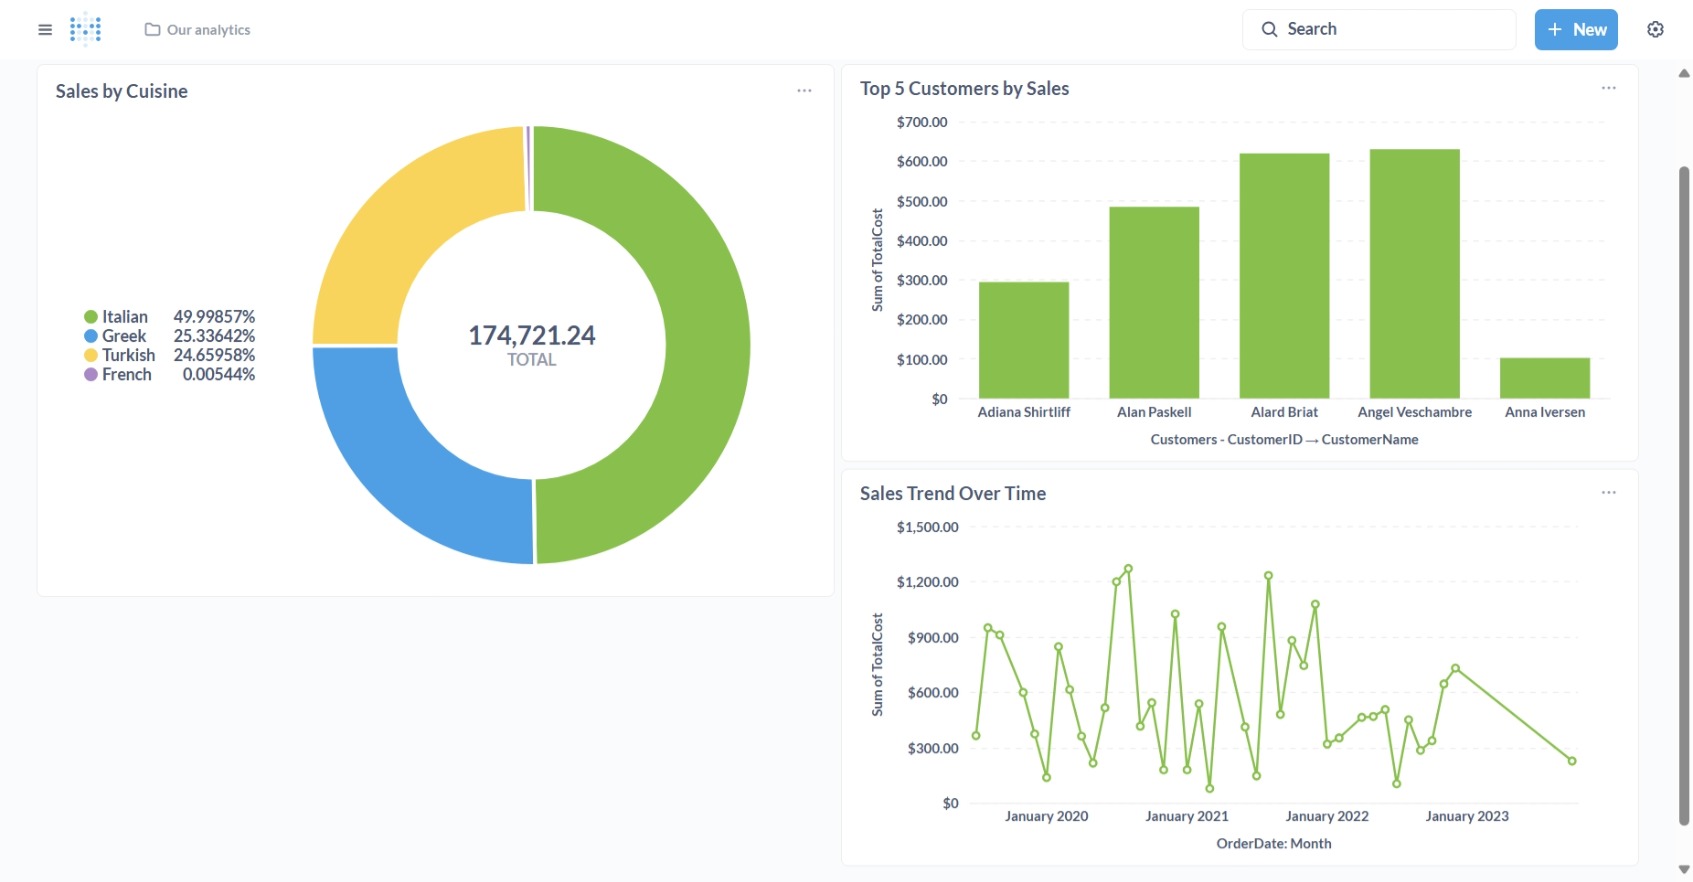 Our analytics
Search
New
Sales by Cuisine
Italian 49.99857%
Greek 25.33642%
Turkish 24.65958%
French 0.00544%
174,721.24
TOTAL
Top 5 Customers by Sales
$700.00
$600.00
$500.00
$400.00
$300.00
$200.00
$100.00
$0
Sum of TotalCost
Adiana Shirtliff Alan Paskell Alard Briat Angel Veschambre Anna Iversen
Customers - CustomerID → CustomerName
Sales Trend Over Time
$1,500.00
$1,200.00
$900.00
$600.00
$300.00
$0
Sum of TotalCost
January 2020 January 2021 January 2022 January 2023
OrderDate: Month